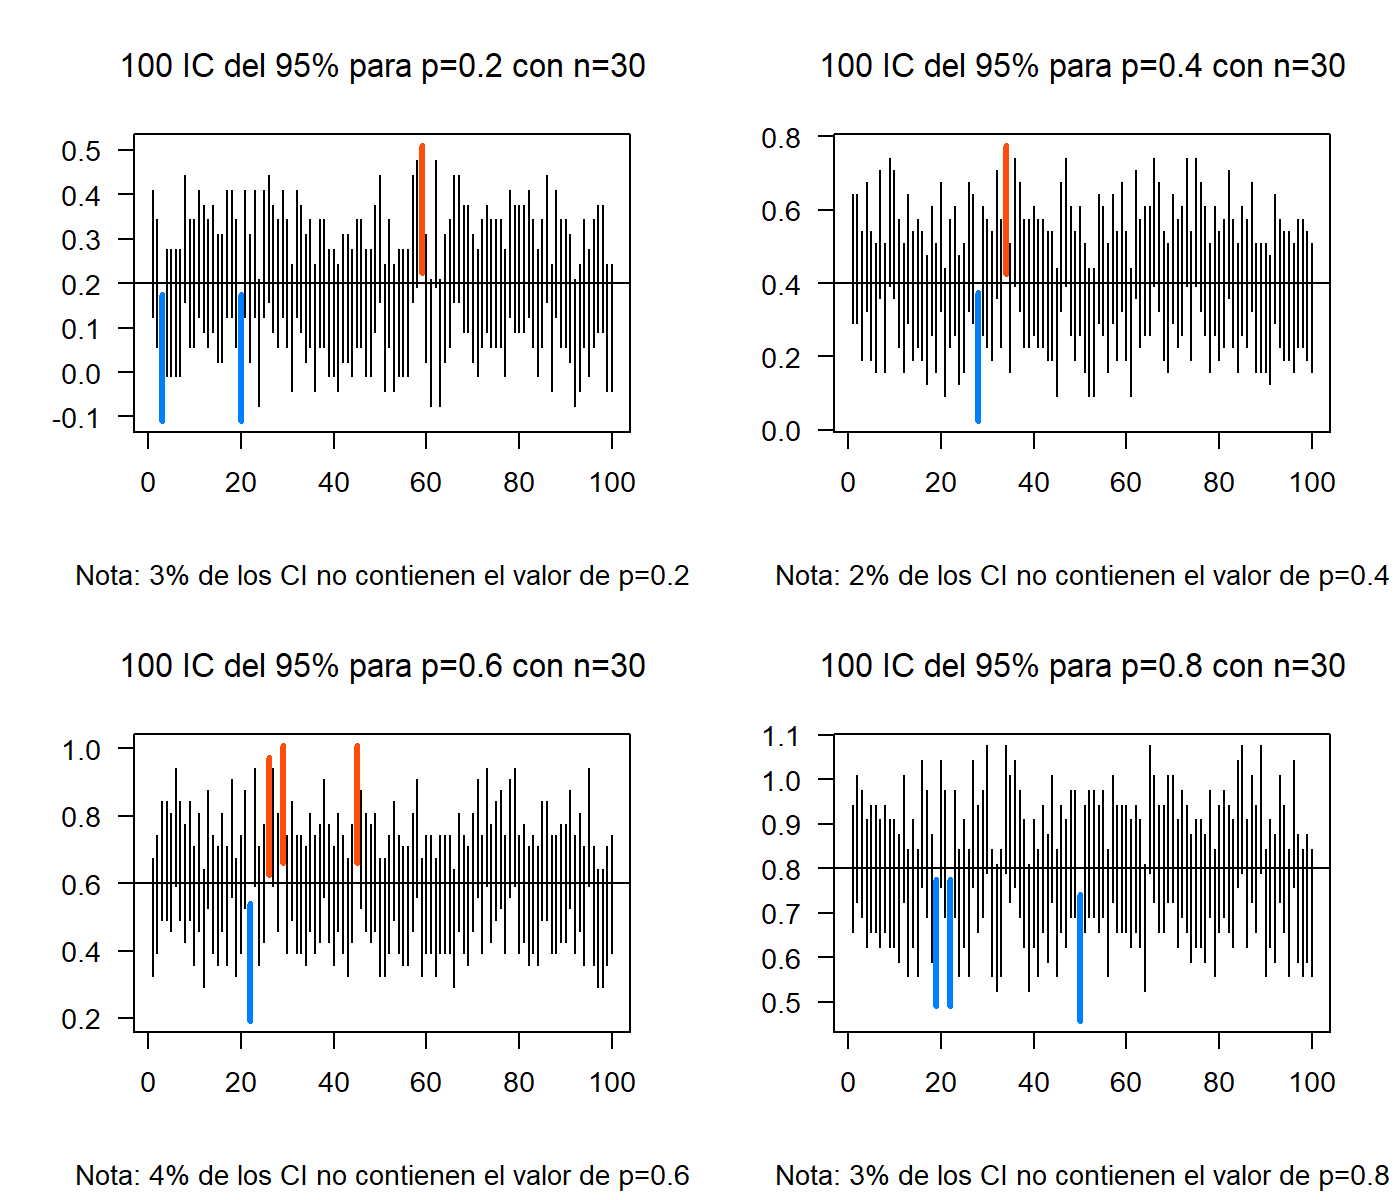 100 IC del 95% para p=0.2 con n=30
0.5
0.4
0.3
0.2
0.1
0.0
-0.1
0 20 40 60 80 100
Nota: 3% de los CI no contienen el valor de p=0.2
100 IC del 95% para p=0.4 con n=30
0.8
0.6
0.4
0.2
0.0
0 20 40 60 80 100
Nota: 2% de los CI no contienen el valor de p=0.4
100 IC del 95% para p=0.6 con n=30
1.0
0.8
0.6
0.4
0.2
0 20 40 60 80 100
Nota: 4% de los CI no contienen el valor de p=0.6
100 IC del 95% para p=0.8 con n=30
1.1
1.0
0.9
0.8
0.7
0.6
0.5
0 20 40 60 80 100
Nota: 3% de los CI no contienen el valor de p=0.8